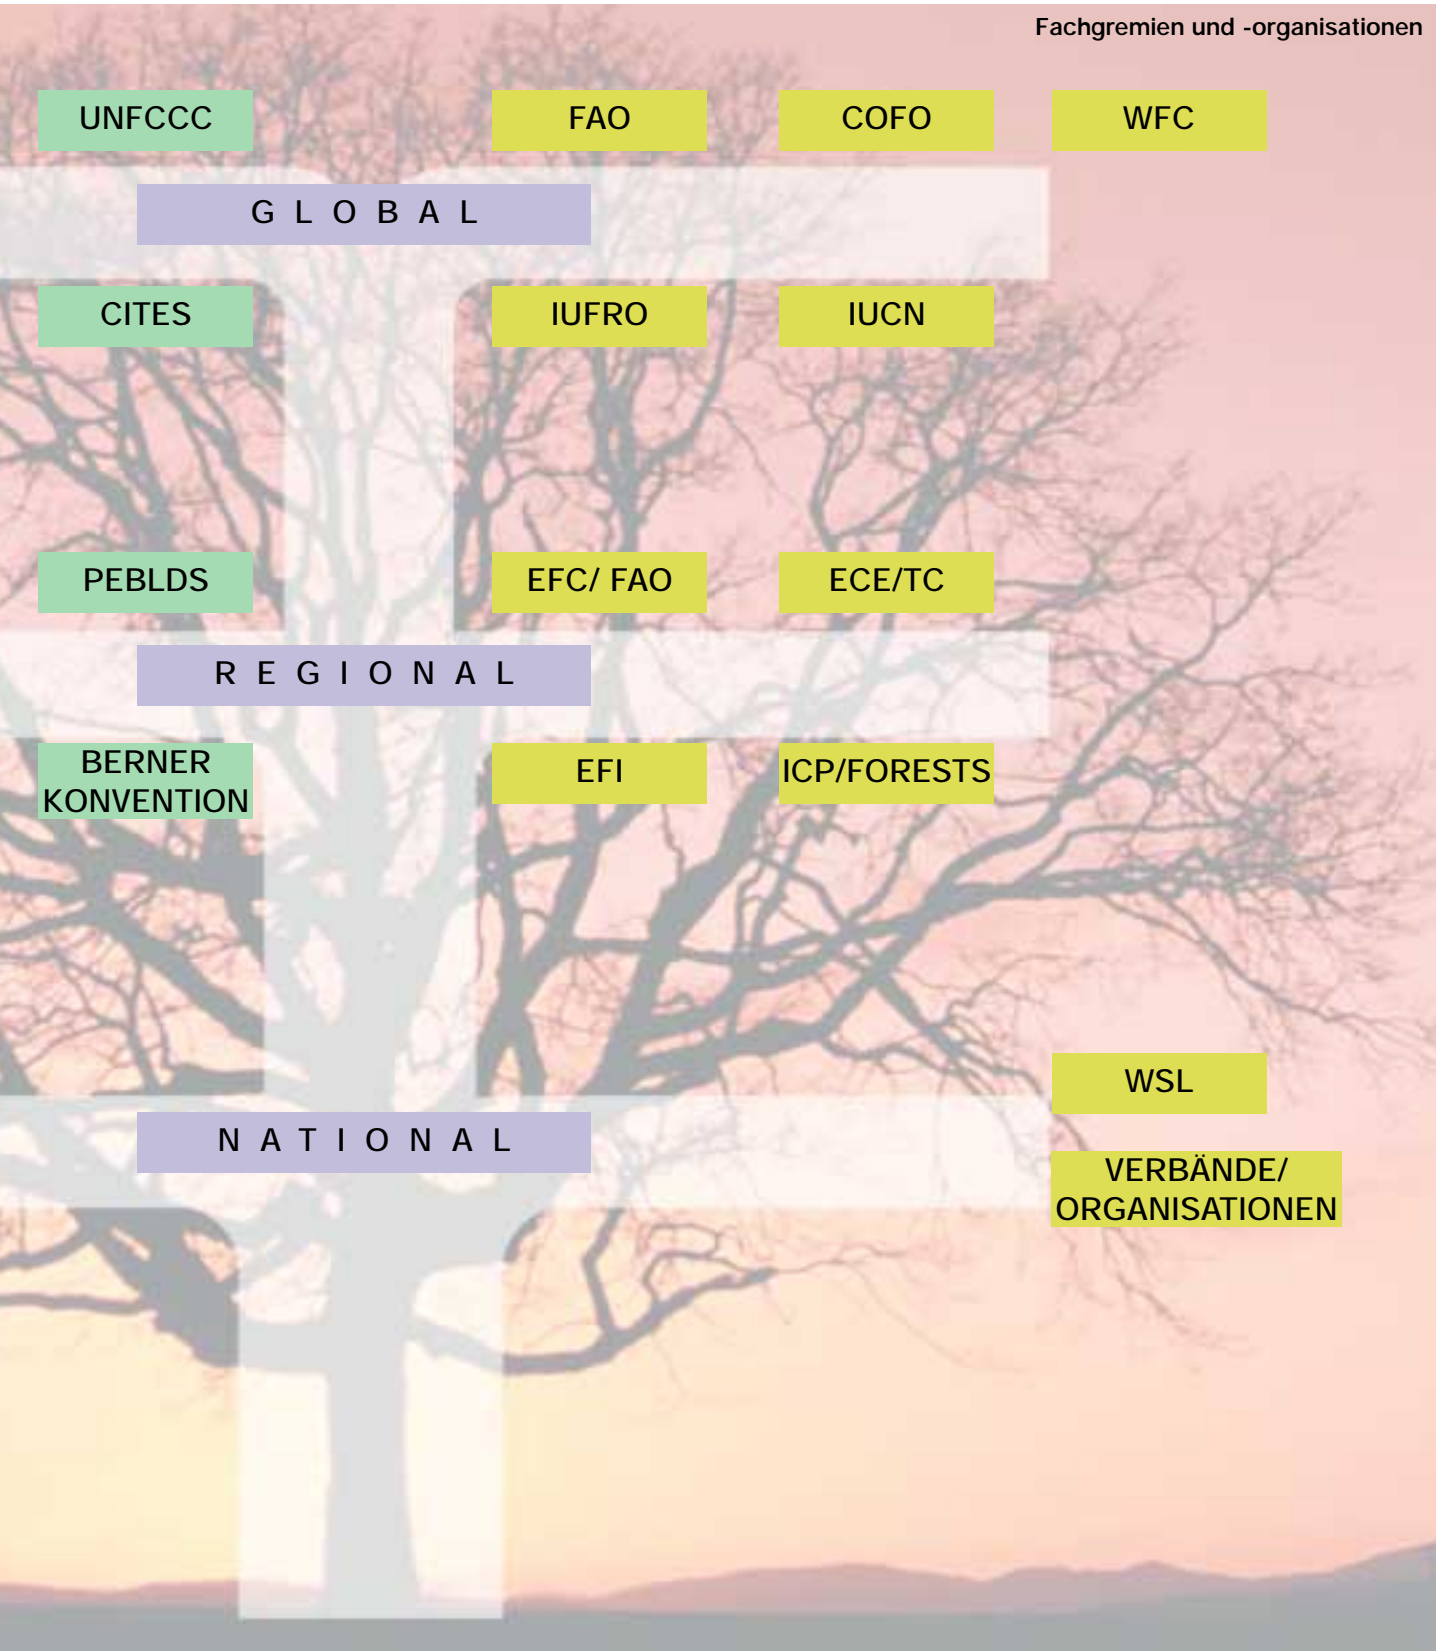 Fachgremien und -organisationen
UNFCCC FAO COFO WFC
G L O B A L
CITES IUFRO IUCN
PEBLDS EFC/ FAO ECE/TC
R E G I O N A L
BERNER
KONVENTION
EFI ICP/FORESTS
WSL
N A T I O N A L
VERBÄNDE/
ORGANISATIONEN